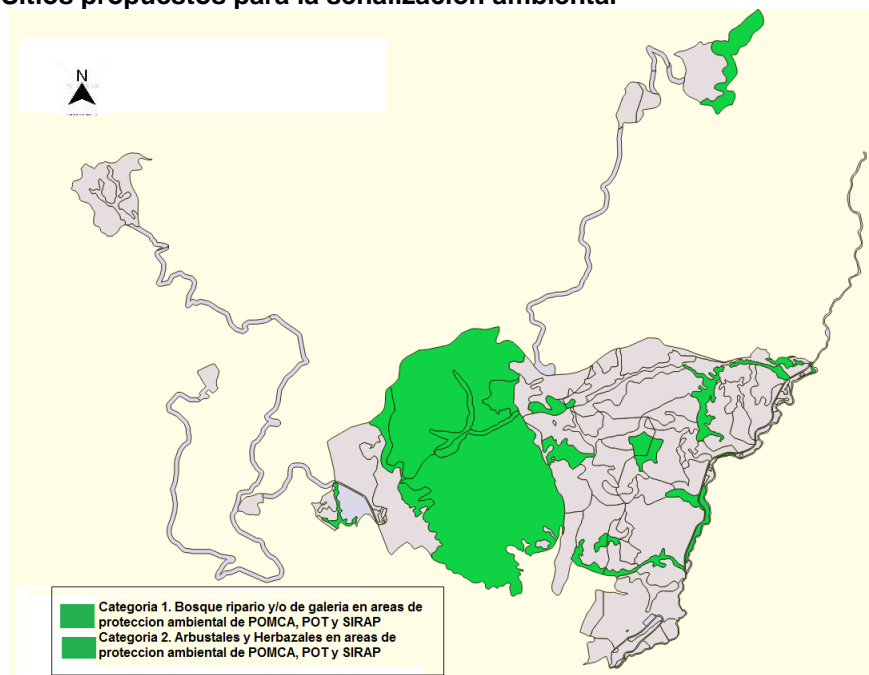 Sitios propuestos para la señalización ambiental
N
Categoria 1. Bosque ripario y/o de galeria en areas de
proteccion ambiental de POMCA, POT y SIRAP
Categoria 2. Arbustales y Herbazales en areas de
proteccion ambiental de POMCA, POT y SIRAP